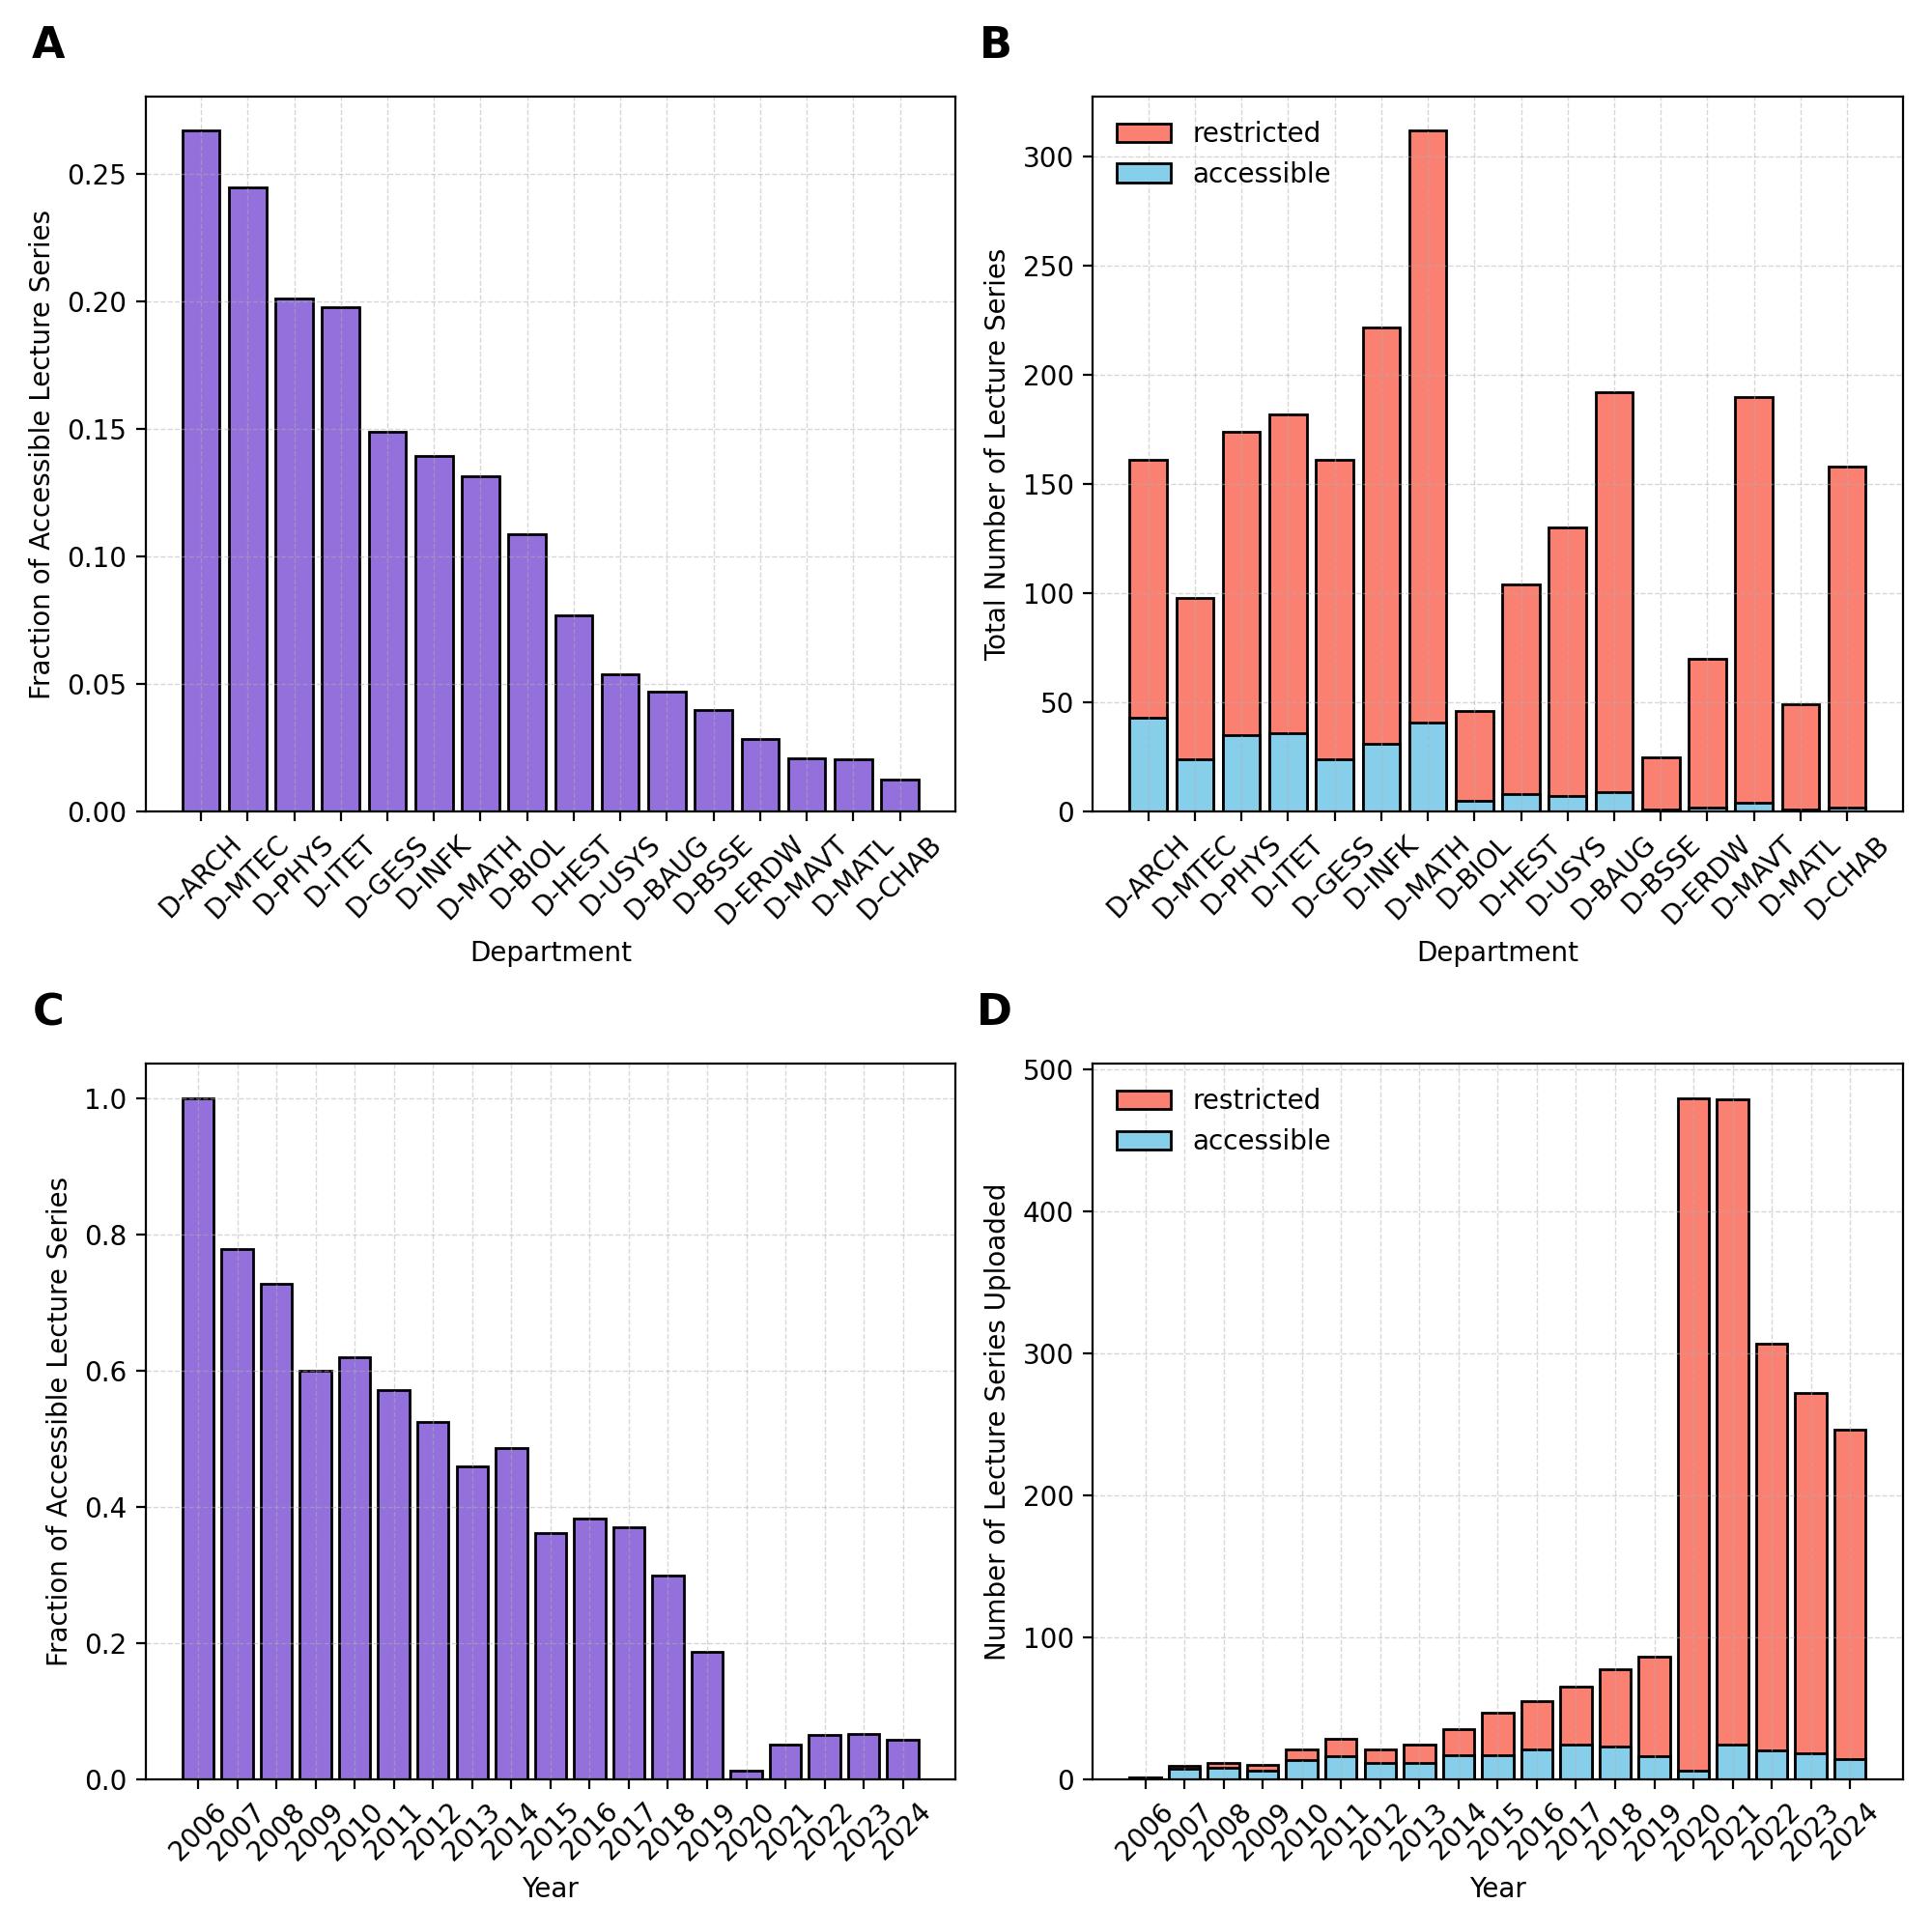 A
Fraction of Accessible Lecture Series
0.25
0.20
0.15
0.10
0.05
0.00
D-ARCH
D-MTEC
D-PHYS
D-ITET
D-GESS
D-INFK
D-MATH
D-BIOL
D-HEST
D-USYS
D-BAUG
D-BSSE
D-ERDW
D-MAVT
D-MATL
D-CHAB
Department
B
Total Number of Lecture Series
restricted
accessible
300
250
200
150
100
50
0
D-ARCH
D-MTEC
D-PHYS
D-ITET
D-GESS
D-INFK
D-MATH
D-BIOL
D-HEST
D-USYS
D-BAUG
D-BSSE
D-ERDW
D-MAVT
D-MATL
D-CHAB
Department
C
Fraction of Accessible Lecture Series
1.0
0.8
0.6
0.4
0.2
0.0
2006
2007
2008
2009
2010
2011
2012
2013
2014
2015
2016
2017
2018
2019
2020
2021
2022
2023
2024
Year
D
Number of Lecture Series Uploaded
restricted
accessible
500
400
300
200
100
0
2006
2007
2008
2009
2010
2011
2012
2013
2014
2015
2016
2017
2018
2019
2020
2021
2022
2023
2024
Year